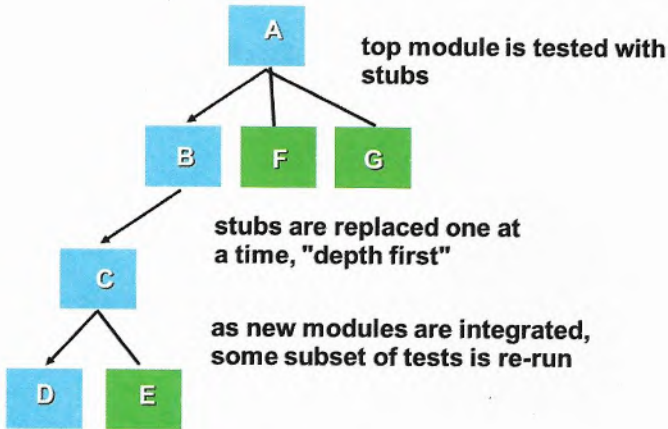 A
top module is tested with
stubs
B
F
G
stubs are replaced one at
a time, "depth first"
C
as new modules are integrated,
some subset of tests is re-run
D
E